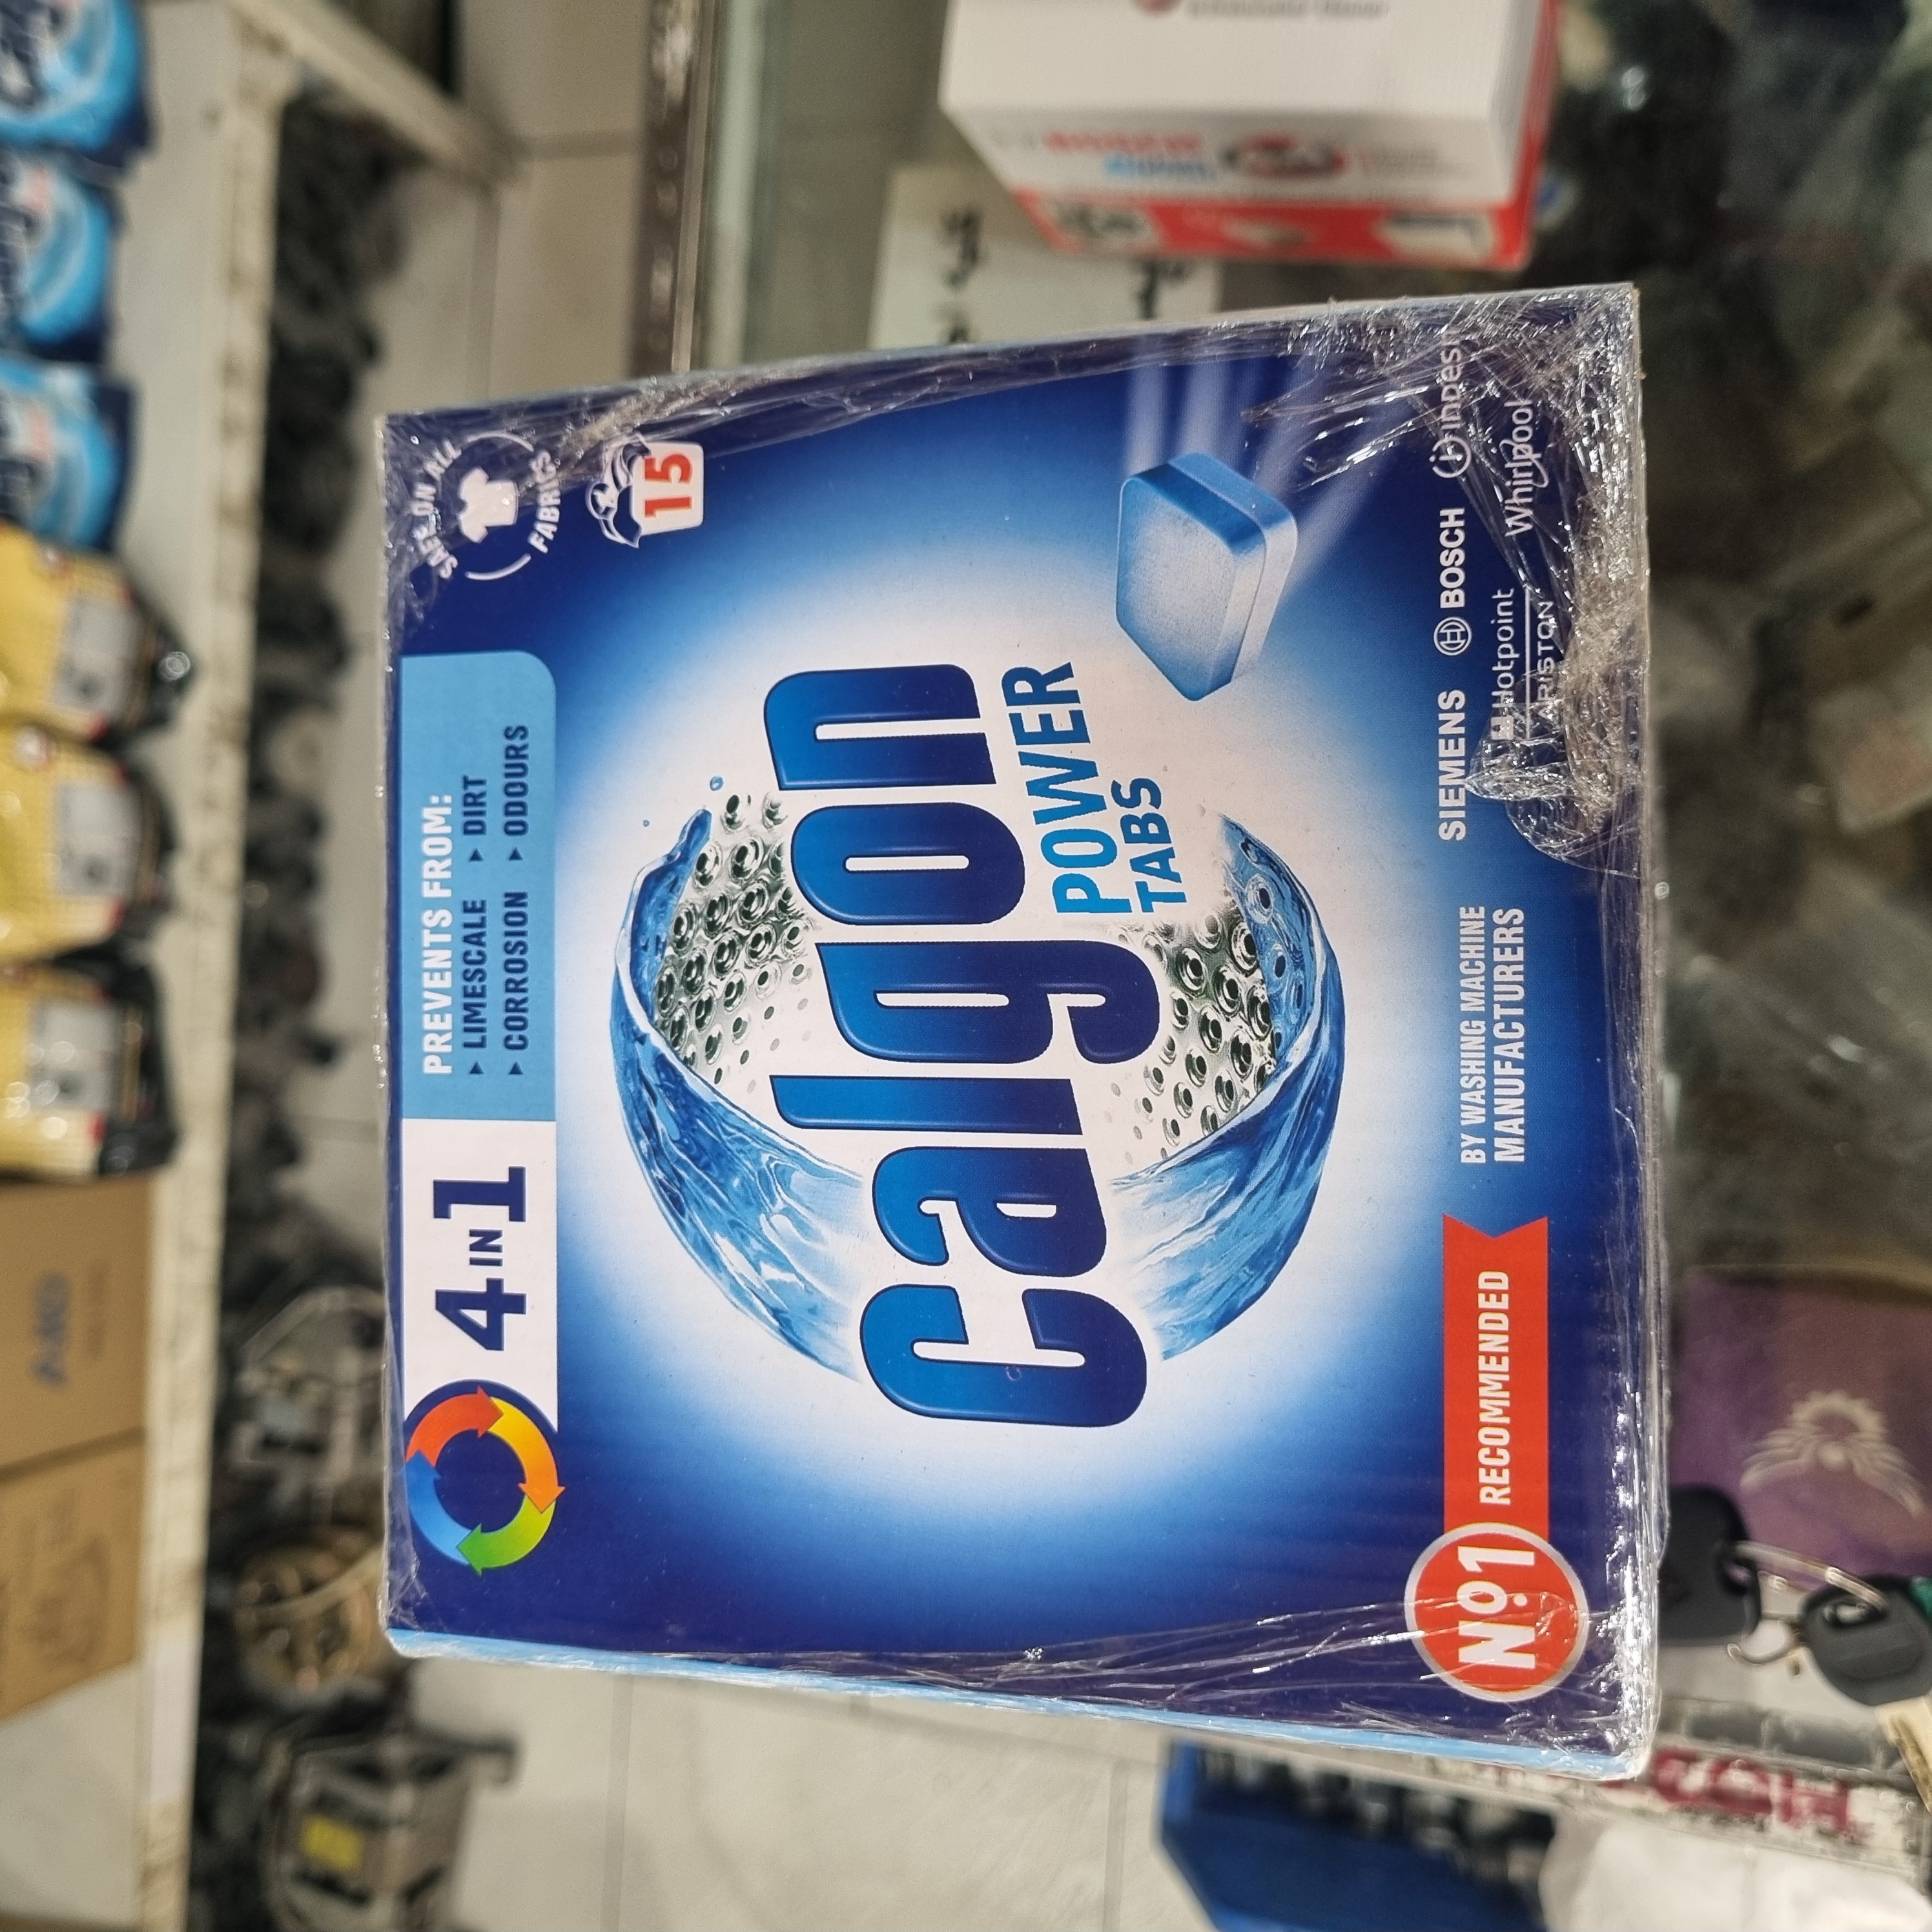 4 IN 1
PREVENTS FROM:
▸ LIMESCALE ▸ DIRT
▸ CORROSION ▸ ODOURS
SAFE ON ALL
FABRICS
15
Calgon
POWER
TABS
No1
RECOMMENDED
BY WASHING MACHINE
MANUFACTURERS
SIEMENS BOSCH indesit
Hotpoint
ARISTON
Whirlpool